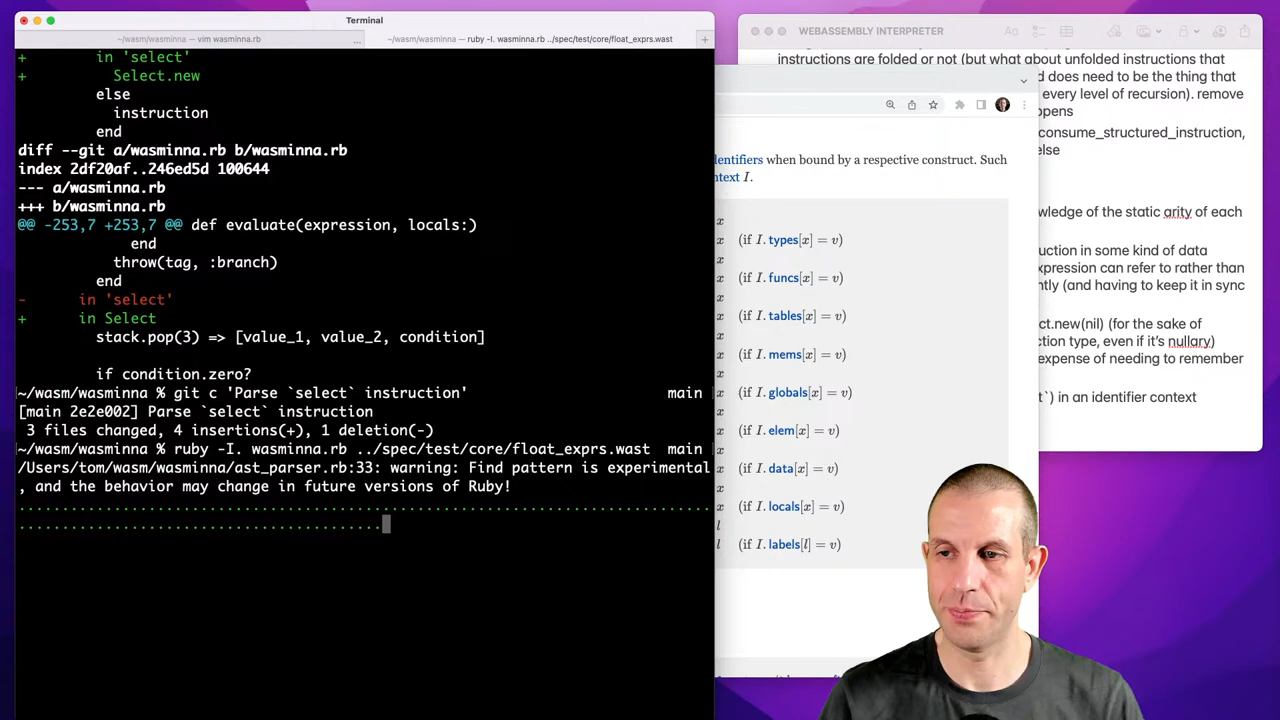 Terminal
~/wasm/wasminna — vim wasminna.rb
...
~/wasm/wasminna — ruby -I. wasminna.rb ../spec/test/core/float_exprs.wast
+
+ in 'select'
+ Select.new
else
instruction
end
diff --git a/wasminna.rb b/wasminna.rb
index 2df20af..246ed5d 100644
--- a/wasminna.rb
+++ b/wasminna.rb
@@ -253,7 +253,7 @@ def evaluate(expression, locals:)
end
throw(tag, :branch)
end
- in 'select'
+ in Select
stack.pop(3) => [value_1, value_2, condition]
if condition.zero?
~/wasm/wasminna % git c 'Parse `select` instruction' main
[main 2e2e002] Parse `select` instruction
3 files changed, 4 insertions(+), 1 deletion(-)
~/wasm/wasminna % ruby -I. wasminna.rb ../spec/test/core/float_exprs.wast main
/Users/tom/wasm/wasminna/ast_parser.rb:33: warning: Find pattern is experimental
, and the behavior may change in future versions of Ruby!
dentifiers when bound by a respective construct. Such
ntext I.
x
x (if I.types[x] = v)
x
x (if I.funcs[x] = v)
x
x (if I.tables[x] = v)
x
x (if I.mems[x] = v)
x
x (if I.globals[x] = v)
x
x (if I.elem[x] = v)
x
x (if I.data[x] = v)
x
x (if I.locals[x] = v)
l
l (if I.labels[l] = v)
WEBASSEMBLY INTERPRETER
instructions are folded or not (but what about unfolded instructions that
d does need to be the thing that
every level of recursion). remove
opens
consume_structured_instruction,
else
wledge of the static arity of each
uction in some kind of data
xpression can refer to rather than
ntly (and having to keep it in sync
ct.new(nil) (for the sake of
ction type, even if it's nullary)
expense of needing to remember
t`) in an identifier context